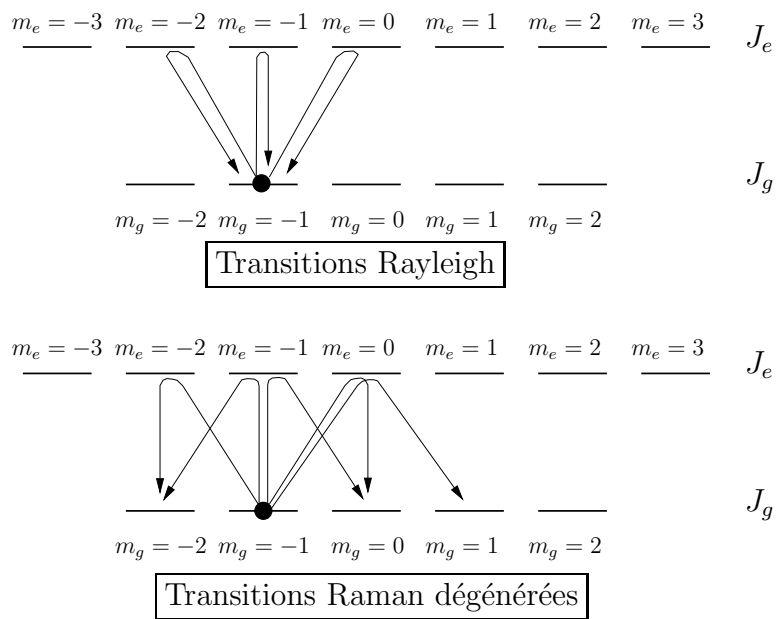 m_e = −3 m_e = −2 m_e = −1 m_e = 0 m_e = 1 m_e = 2 m_e = 3 J_e
J_g
m_g = −2 m_g = −1 m_g = 0 m_g = 1 m_g = 2
Transitions Rayleigh
m_e = −3 m_e = −2 m_e = −1 m_e = 0 m_e = 1 m_e = 2 m_e = 3 J_e
J_g
m_g = −2 m_g = −1 m_g = 0 m_g = 1 m_g = 2
Transitions Raman dégénérées